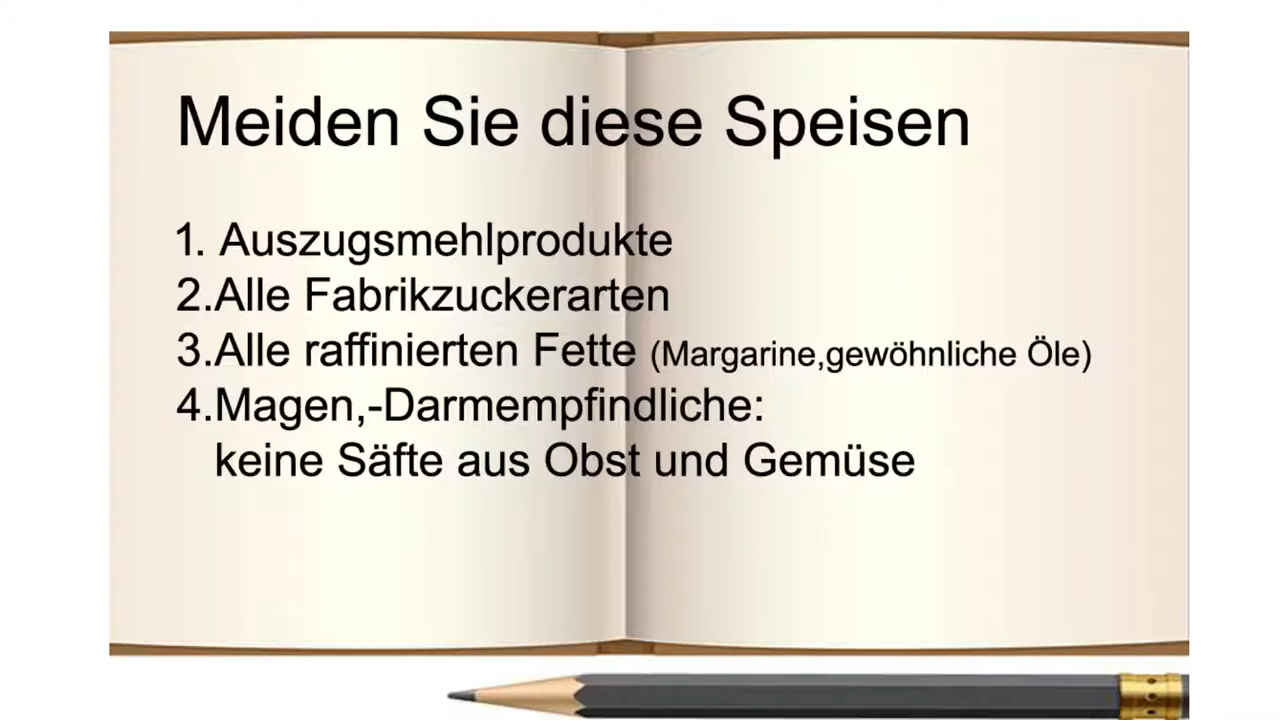 Meiden Sie diese Speisen
1. Auszugsmehlprodukte
2.Alle Fabrikzuckerarten
3.Alle raffinierten Fette (Margarine,gewöhnliche Öle)
4.Magen,-Darmempfindliche:
keine Säfte aus Obst und Gemüse